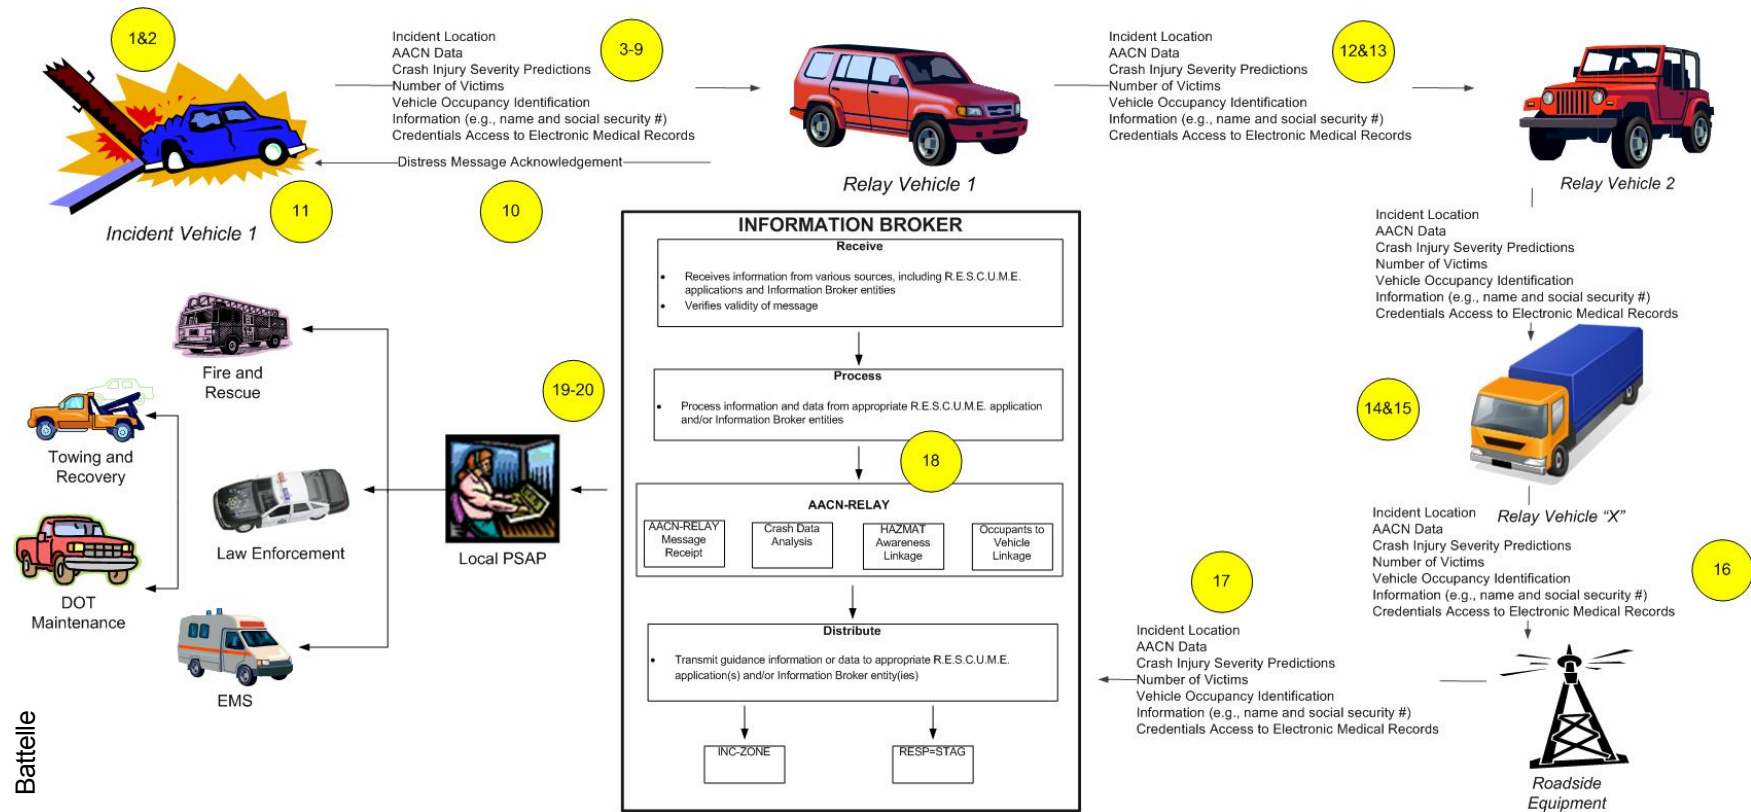 1&2
Incident Location
AACN Data
Crash Injury Severity Predictions
Number of Victims
Vehicle Occupancy Identification
Information (e.g., name and social security #)
Credentials Access to Electronic Medical Records
3-9
Distress Message Acknowledgement
Incident Location
AACN Data
Crash Injury Severity Predictions
Number of Victims
Vehicle Occupancy Identification
Information (e.g., name and social security #)
Credentials Access to Electronic Medical Records
12&13
Relay Vehicle 1
Relay Vehicle 2
11
10
Incident Vehicle 1
Incident Location
AACN Data
Crash Injury Severity Predictions
Number of Victims
Vehicle Occupancy Identification
Information (e.g., name and social security #)
Credentials Access to Electronic Medical Records
INFORMATION BROKER
Receive
• Receives information from various sources, including R.E.S.C.U.M.E.
applications and Information Broker entities
• Verifies validity of message
Process
• Process information and data from appropriate R.E.S.C.U.M.E. application
and/or Information Broker entities
18
AACN-RELAY
AACN-RELAY
Message
Receipt
Crash Data
Analysis
HAZMAT
Awareness
Linkage
Occupants to
Vehicle
Linkage
Distribute
• Transmit guidance information or data to appropriate R.E.S.C.U.M.E.
application(s) and/or Information Broker entity(ies)
INC-ZONE
RESP=STAG
14&15
Relay Vehicle “X”
Incident Location
AACN Data
Crash Injury Severity Predictions
Number of Victims
Vehicle Occupancy Identification
Information (e.g., name and social security #)
Credentials Access to Electronic Medical Records
16
17
Incident Location
AACN Data
Crash Injury Severity Predictions
Number of Victims
Vehicle Occupancy Identification
Information (e.g., name and social security #)
Credentials Access to Electronic Medical Records
Roadside
Equipment
19-20
Local PSAP
Fire and
Rescue
Towing and
Recovery
Law Enforcement
DOT
Maintenance
EMS
Battelle